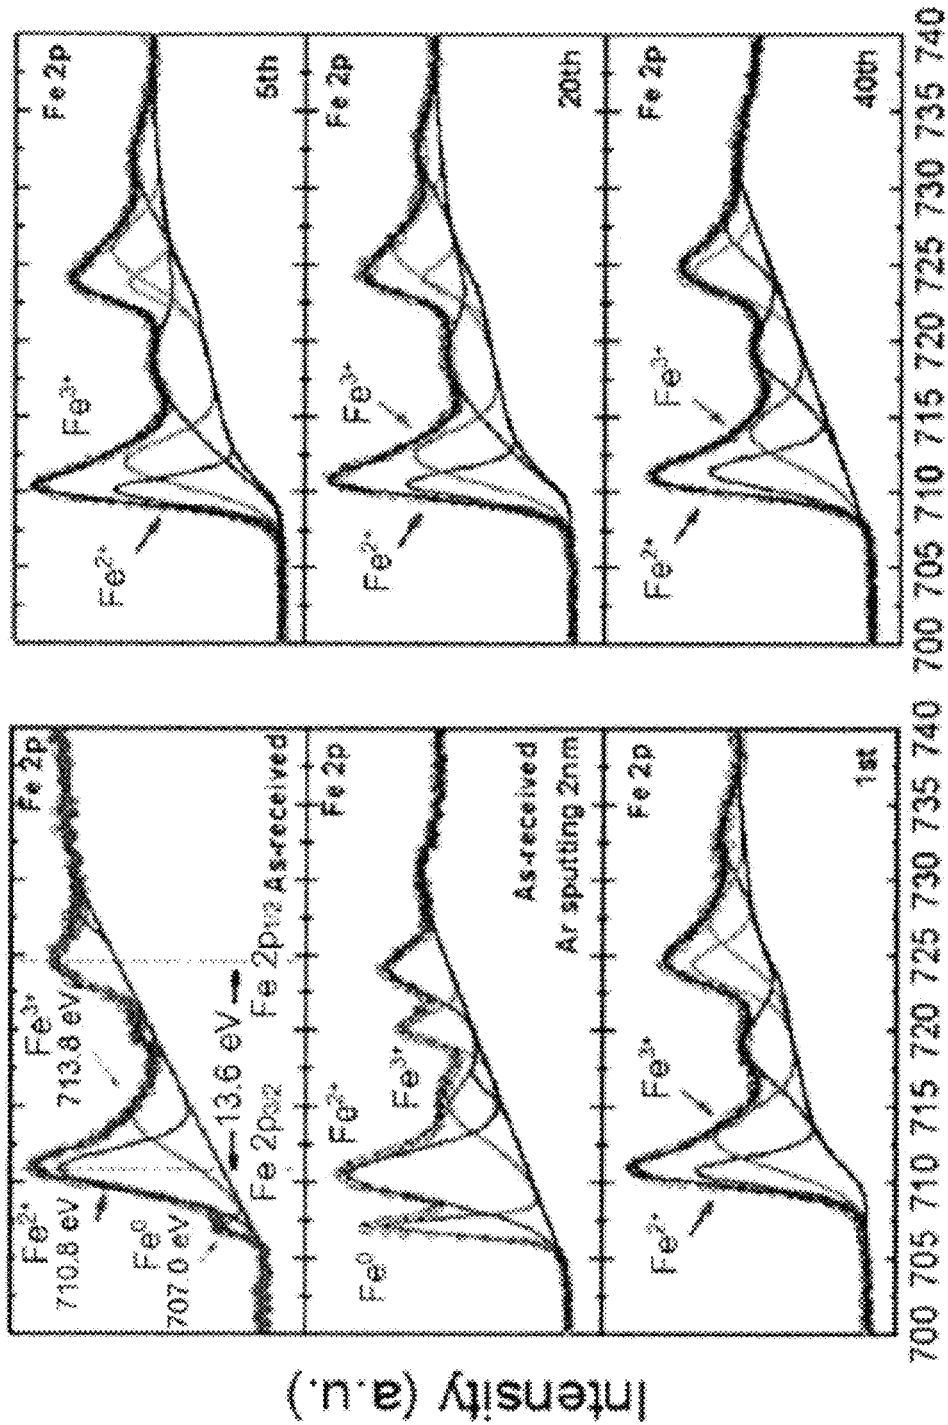 Intensity (a.u.)
Fe²⁺
710.8 eV
Fe³⁺
713.8 eV
Fe 2p
Fe⁰
707.0 eV
13.6 eV
Fe 2p3/2
Fe 2p1/2
As-received
Fe⁰
Fe²⁺
Fe³⁺
Fe 2p
As-received
Ar sputting 2nm
Fe²⁺
Fe³⁺
Fe 2p
1st
700 705 710 715 720 725 730 735 740
Fe²⁺
Fe³⁺
Fe 2p
5th
Fe²⁺
Fe³⁺
Fe 2p
20th
Fe²⁺
Fe³⁺
Fe 2p
40th
700 705 710 715 720 725 730 735 740